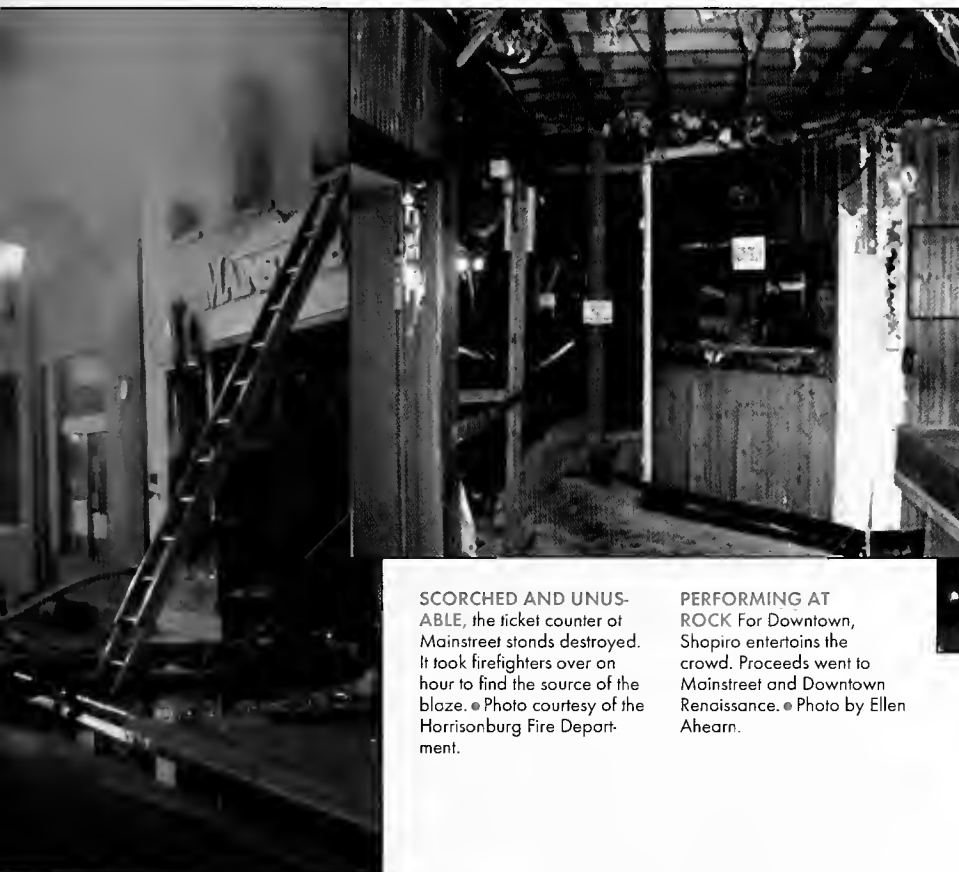 SCORCHED AND UNUS-
ABLE, the ticket counter at
Mainstreet stands destroyed.
It took firefighters over an
hour to find the source of the
blaze. ● Photo courtesy of the
Harrisonburg Fire Depart-
ment.
PERFORMING AT
ROCK For Downtown,
Shapiro entertains the
crowd. Proceeds went to
Mainstreet and Downtown
Renaissance. ● Photo by Ellen
Ahearn.